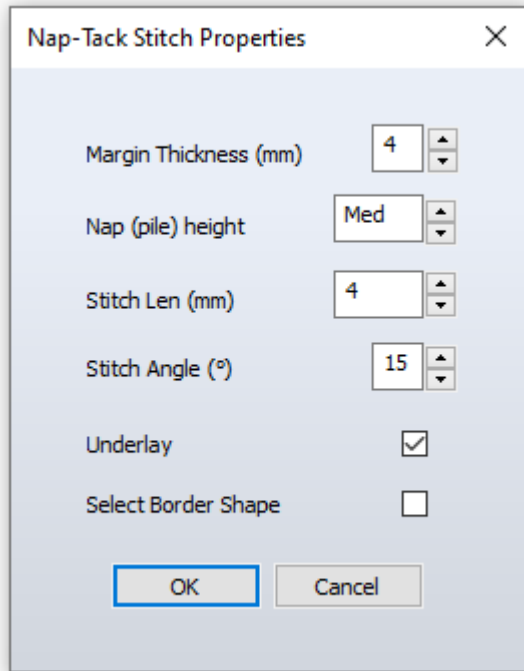 Nap-Tack Stitch Properties
Margin Thickness (mm) 4
Nap (pile) height Med
Stitch Len (mm) 4
Stitch Angle (º) 15
Underlay
Select Border Shape
OK Cancel